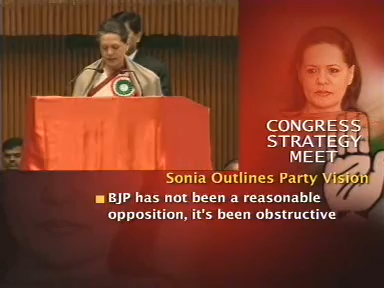 CONGRESS
STRATEGY
MEET
Sonia Outlines Party Vision
BJP has not been a reasonable
opposition, it's been obstructive